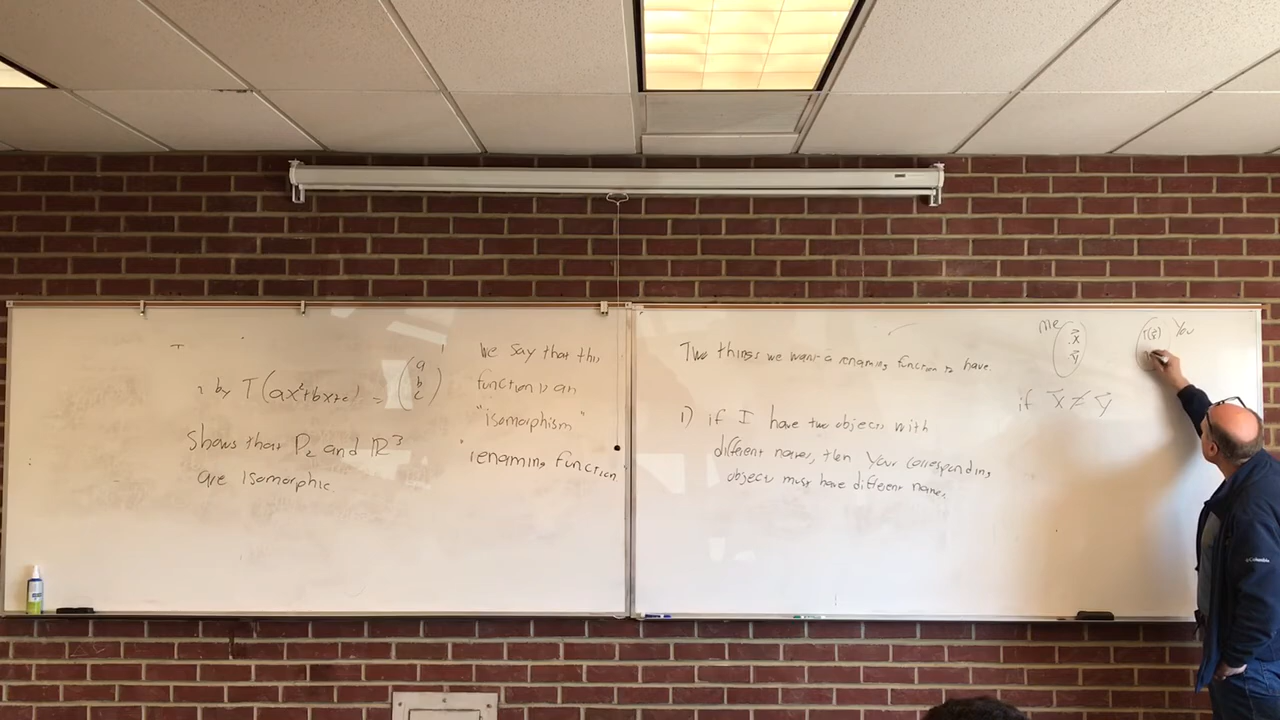 by T(ax²+bx+c) = (a b c)
Shows that P₂ and ℝ³
are isomorphic.
We say that this
function is an
"isomorphism"
renaming function
Two things we want a renaming function to have.
1) if I have two objects with
different names, then your corresponding
objects must have different names.
me
x⃗
y⃗
T(x⃗)
You
if x⃗ ≠ y⃗
Columbia